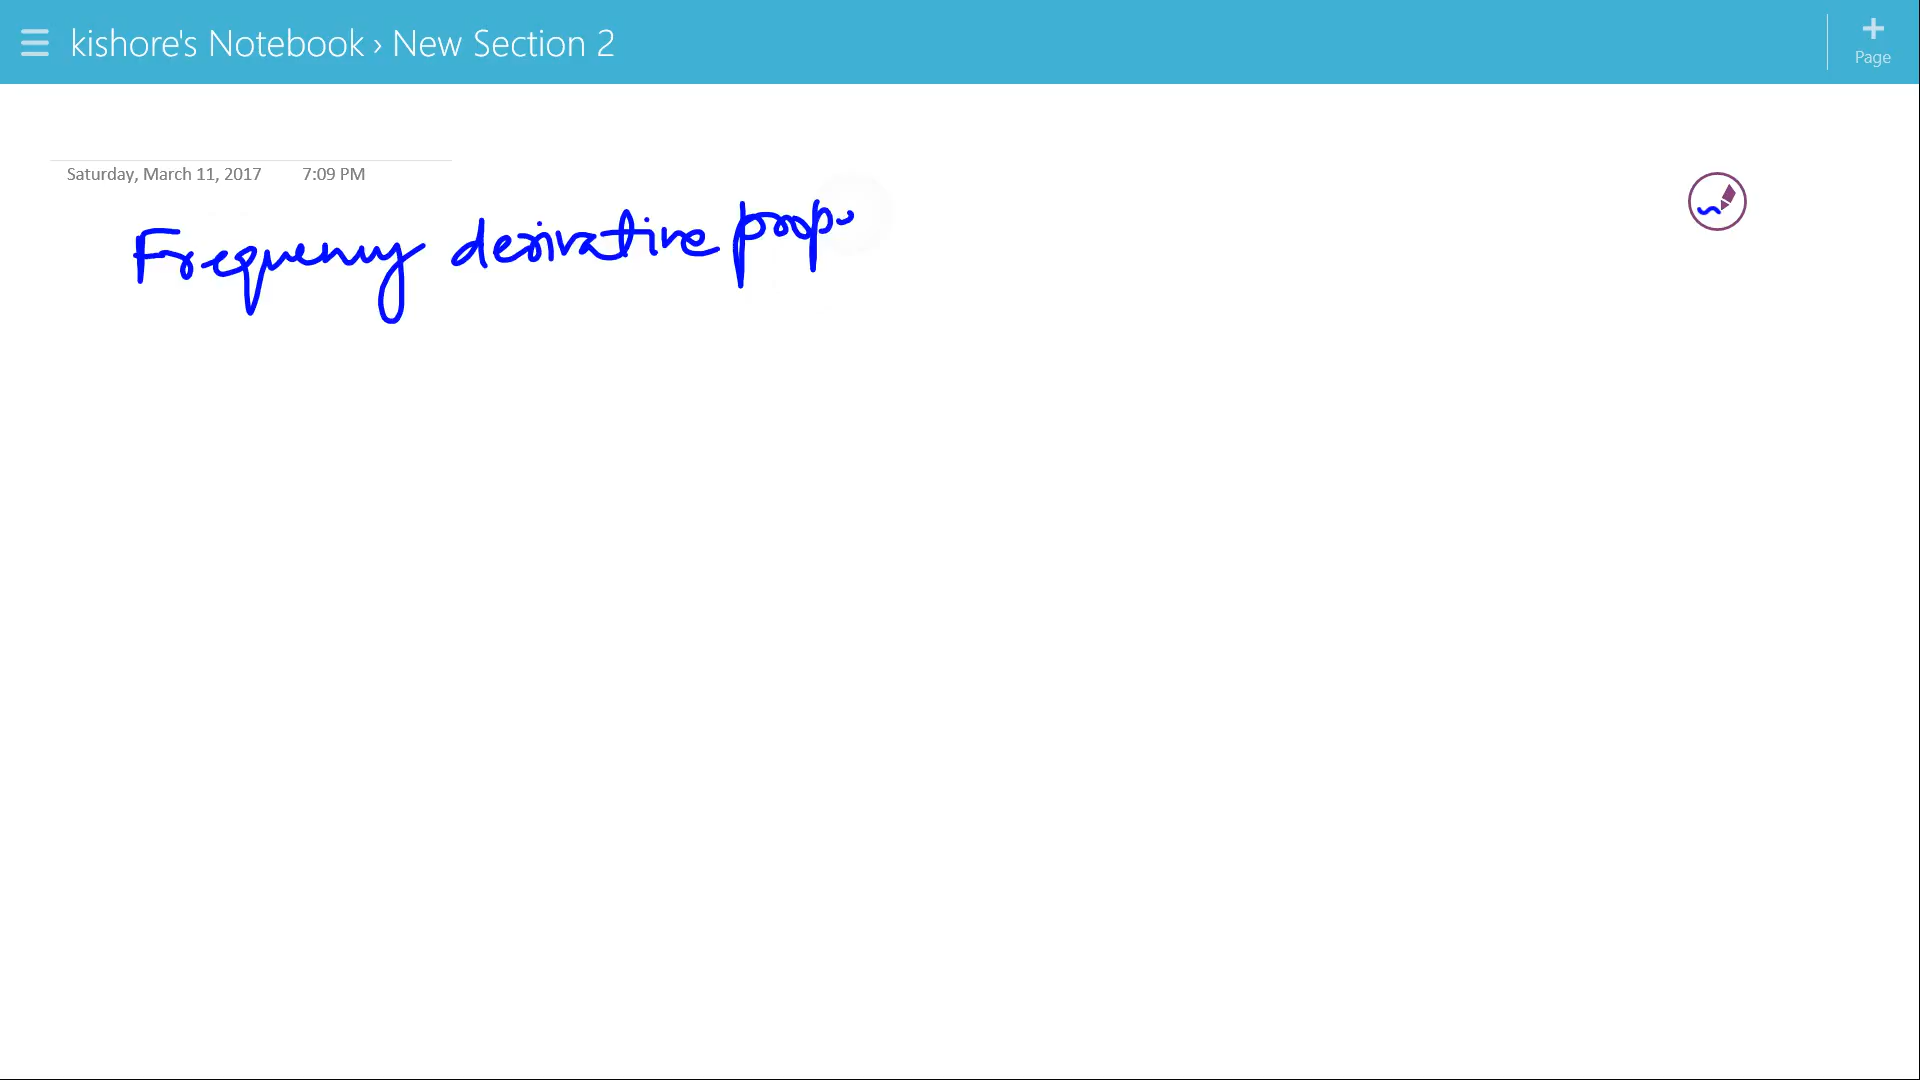 kishore's Notebook › New Section 2
Page
Saturday, March 11, 2017 7:09 PM
Frequency derivative prop